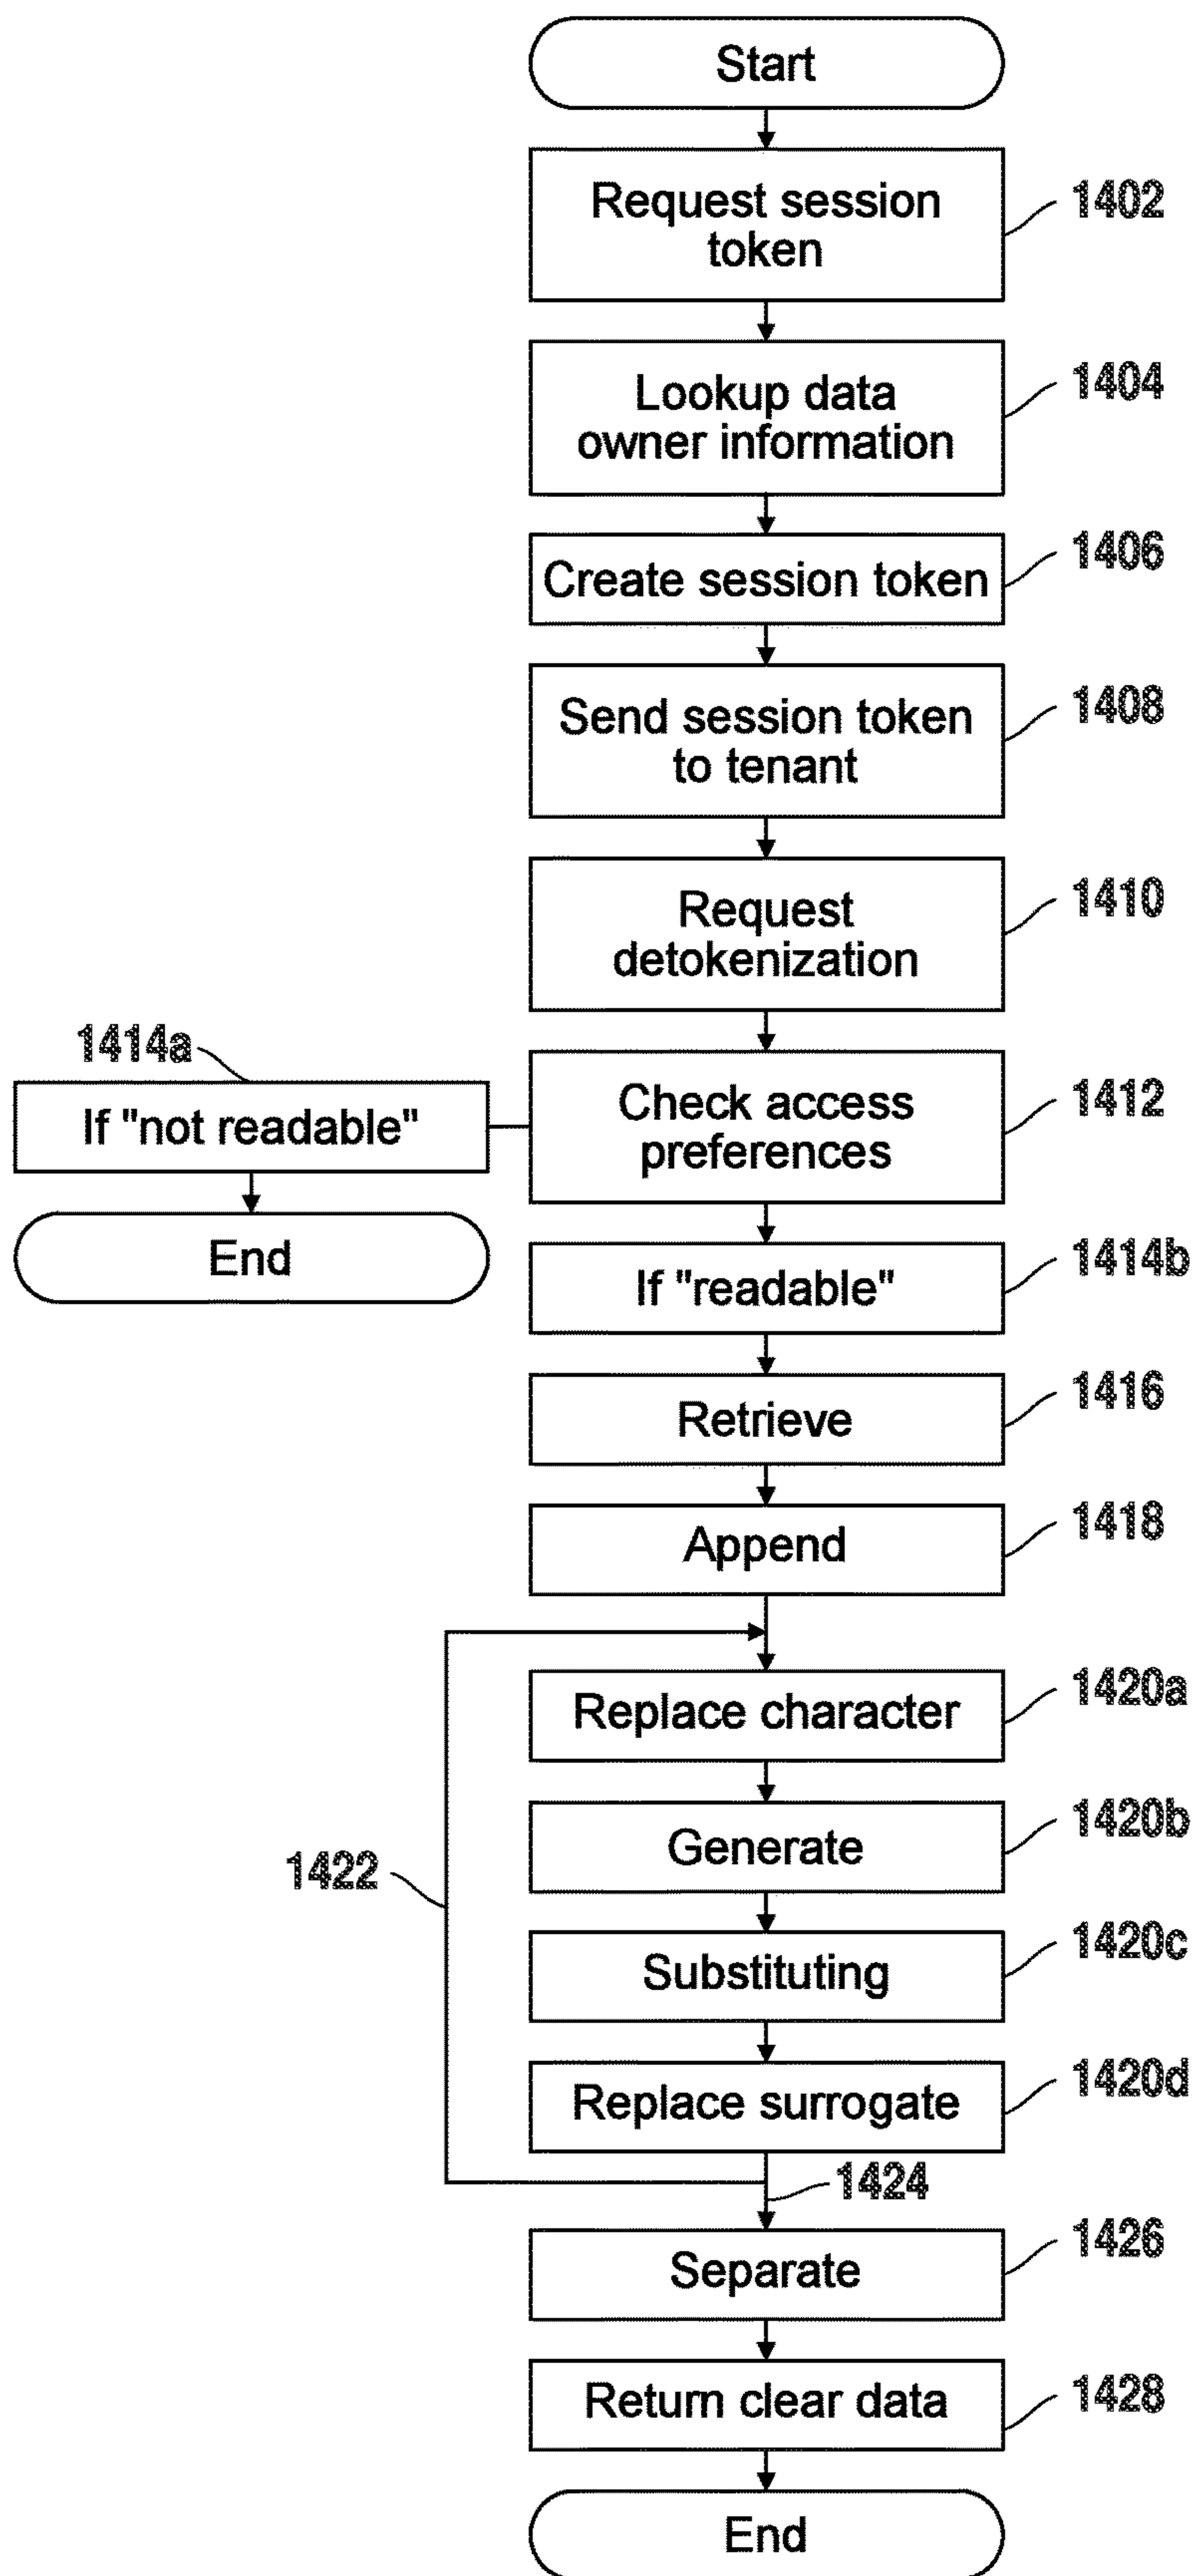 Start
Request session
token
1402
Lookup data
owner information
1404
Create session token
1406
Send session token
to tenant
1408
Request
detokenization
1410
1414a
If "not readable"
End
Check access
preferences
1412
If "readable"
1414b
Retrieve
1416
Append
1418
Replace character
1420a
Generate
1420b
1422
Substituting
1420c
Replace surrogate
1420d
1424
Separate
1426
Return clear data
1428
End